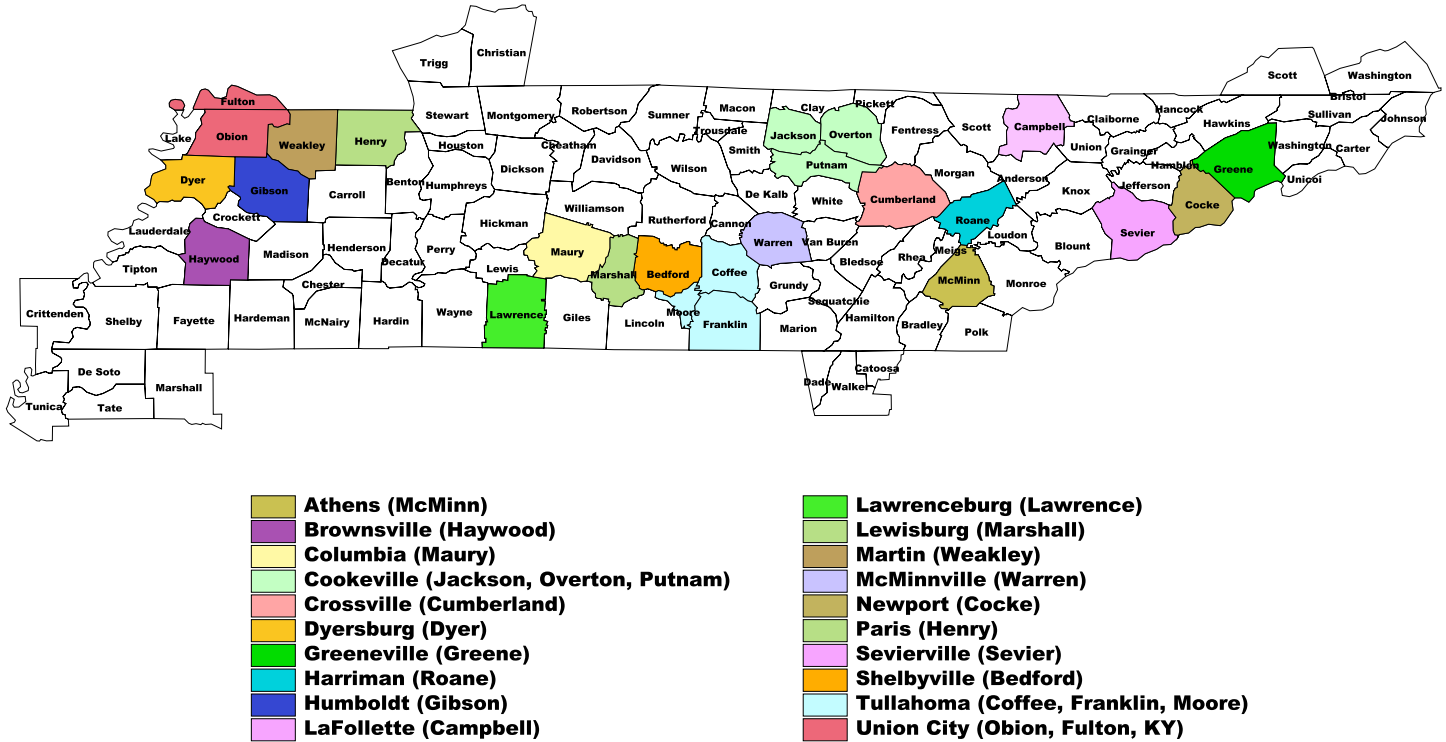 Christian
Trigg
Scott
Washington
Fulton
Bristol
Stewart
Montgomery
Robertson
Sumner
Macon
Clay
Pickett
Hancock
Sullivan
Johnson
Lake
Obion
Weakley
Henry
Houston
Cheatham
Trousdale
Jackson
Overton
Fentress
Scott
Campbell
Claiborne
Hawkins
Dickson
Davidson
Wilson
Smith
Putnam
Morgan
Union
Grainger
Hamblen
Washington
Carter
Dyer
Gibson
Carroll
Benton
Humphreys
Williamson
Rutherford
De Kalb
White
Cumberland
Anderson
Knox
Jefferson
Greene
Unicoi
Crockett
Hickman
Cannon
Roane
Cocke
Lauderdale
Haywood
Madison
Henderson
Decatur
Perry
Lewis
Maury
Marshall
Bedford
Coffee
Warren
Van Buren
Bledsoe
Rhea
Meigs
Loudon
Blount
Sevier
Tipton
Chester
Grundy
Sequatchie
McMinn
Monroe
Crittenden
Shelby
Fayette
Hardeman
McNairy
Hardin
Wayne
Lawrence
Giles
Lincoln
Moore
Franklin
Marion
Hamilton
Bradley
Polk
De Soto
Marshall
Tunica
Tate
Dade
Walker
Catoosa
Athens (McMinn)
Brownsville (Haywood)
Columbia (Maury)
Cookeville (Jackson, Overton, Putnam)
Crossville (Cumberland)
Dyersburg (Dyer)
Greeneville (Greene)
Harriman (Roane)
Humboldt (Gibson)
LaFollette (Campbell)
Lawrenceburg (Lawrence)
Lewisburg (Marshall)
Martin (Weakley)
McMinnville (Warren)
Newport (Cocke)
Paris (Henry)
Sevierville (Sevier)
Shelbyville (Bedford)
Tullahoma (Coffee, Franklin, Moore)
Union City (Obion, Fulton, KY)